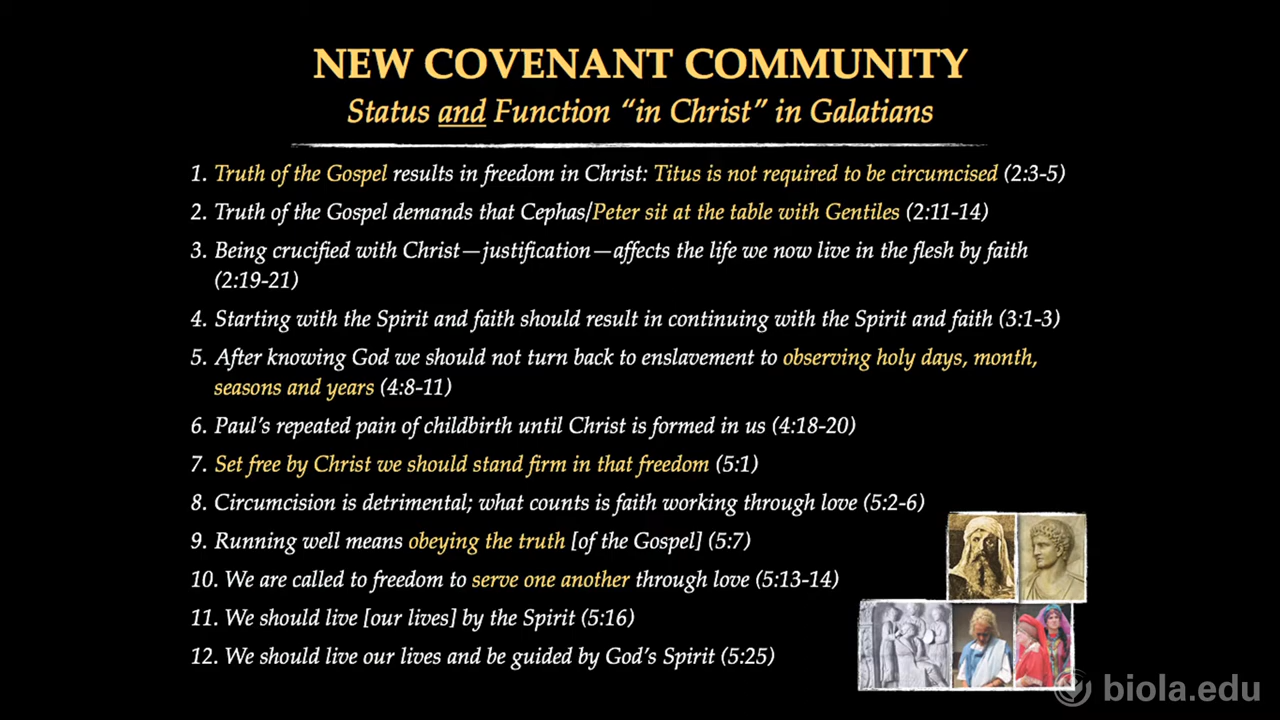 NEW COVENANT COMMUNITY
Status and Function “in Christ” in Galatians
1. Truth of the Gospel results in freedom in Christ: Titus is not required to be circumcised (2:3-5)
2. Truth of the Gospel demands that Cephas/Peter sit at the table with Gentiles (2:11-14)
3. Being crucified with Christ—justification—affects the life we now live in the flesh by faith
(2:19-21)
4. Starting with the Spirit and faith should result in continuing with the Spirit and faith (3:1-3)
5. After knowing God we should not turn back to enslavement to observing holy days, month,
seasons and years (4:8-11)
6. Paul’s repeated pain of childbirth until Christ is formed in us (4:18-20)
7. Set free by Christ we should stand firm in that freedom (5:1)
8. Circumcision is detrimental; what counts is faith working through love (5:2-6)
9. Running well means obeying the truth [of the Gospel] (5:7)
10. We are called to freedom to serve one another through love (5:13-14)
11. We should live [our lives] by the Spirit (5:16)
12. We should live our lives and be guided by God’s Spirit (5:25)
biola.edu